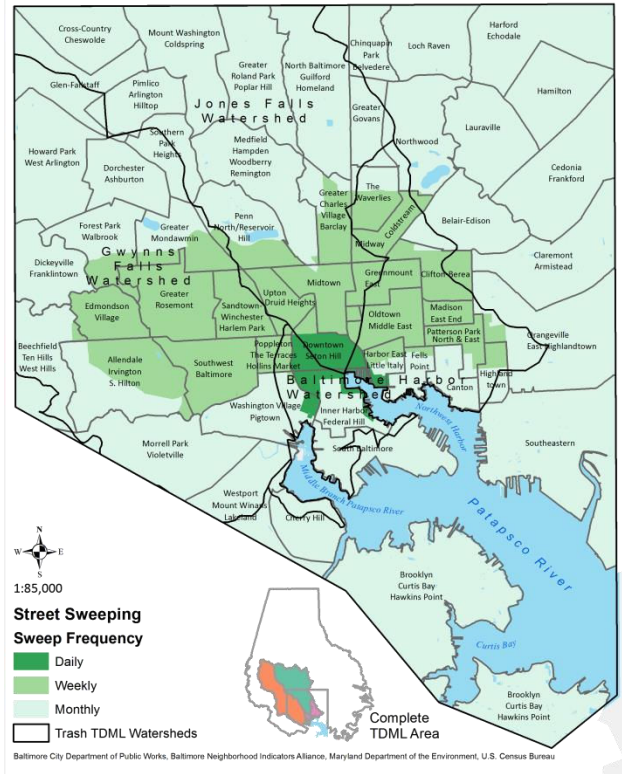 Cross-Country
Cheswolde
Mount Washington
Coldspring
Greater
Roland Park
Poplar Hill
North Baltimore
Guilford
Homeland
Chinquapin
Park
Belvedere
Loch Raven
Harford
Echodale
Glen-Fallstaff
Pimlico
Arlington
Hilltop
Jones Falls
Watershed
Greater
Govans
Hamilton
Howard Park
West Arlington
Southern
Park
Heights
Medfield
Hampden
Woodberry
Remington
Northwood
Lauraville
Dorchester
Ashburton
Cedonia
Frankford
Forest Park
Walbrook
Greater
Mondawmin
Penn
North/Reservoir
Hill
Greater
Charles
Village
Barclay
The
Waverlies
Coldstream
Belair-Edison
Midway
Gwynns
Falls
Watershed
Dickeyville
Franklintown
Claremont
Armistead
Edmondson
Village
Greater
Rosemont
Sandtown-
Winchester
Harlem Park
Upton
Druid Heights
Midtown
Greenmount
East
Clifton-Berea
Oldtown
Middle East
Madison
East End
Patterson Park
North & East
Orangeville
East Highlandtown
Beechfield
Ten Hills
West Hills
Allendale
Irvington
S. Hilton
Southwest
Baltimore
Poppleton
The Terraces
Hollins Market
Downtown
Seton Hill
Harbor East
Little Italy
Fells
Point
Canton
Highland
town
Baltimore Harbor
Watershed
Washington Village
Pigtown
Inner Harbor
Federal Hill
Northwest Harbor
Southeastern
Morrell Park
Violetville
South Baltimore
Middle Branch Patapsco River
Westport
Mount Winans
Lakeland
Cherry Hill
Patapsco River
Brooklyn
Curtis Bay
Hawkins Point
Curtis Bay
Brooklyn
Curtis Bay
Hawkins Point
N
W E
S
1:85,000
Street Sweeping
Sweep Frequency
Daily
Weekly
Monthly
Trash TDML Watersheds
Complete
TDML Area
Baltimore City Department of Public Works, Baltimore Neighborhood Indicators Alliance, Maryland Department of the Environment, U.S. Census Bureau